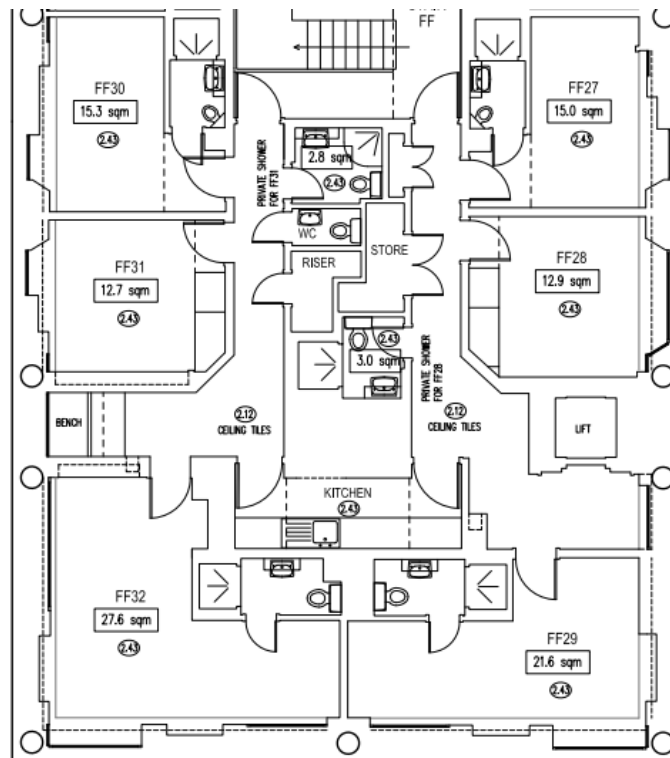 FF
FF30
15.3 sqm
2.43
FF27
15.0 sqm
2.43
2.8 sqm
2.43
PRIVATE SHOWER
FOR FF31
WC
STORE
RISER
FF31
12.7 sqm
2.43
FF28
12.9 sqm
2.43
2.43
3.0 sqm
PRIVATE SHOWER
FOR FF28
BENCH
2.12
CEILING TILES
2.12
CEILING TILES
LIFT
KITCHEN
2.43
FF32
27.6 sqm
2.43
FF29
21.6 sqm
2.43